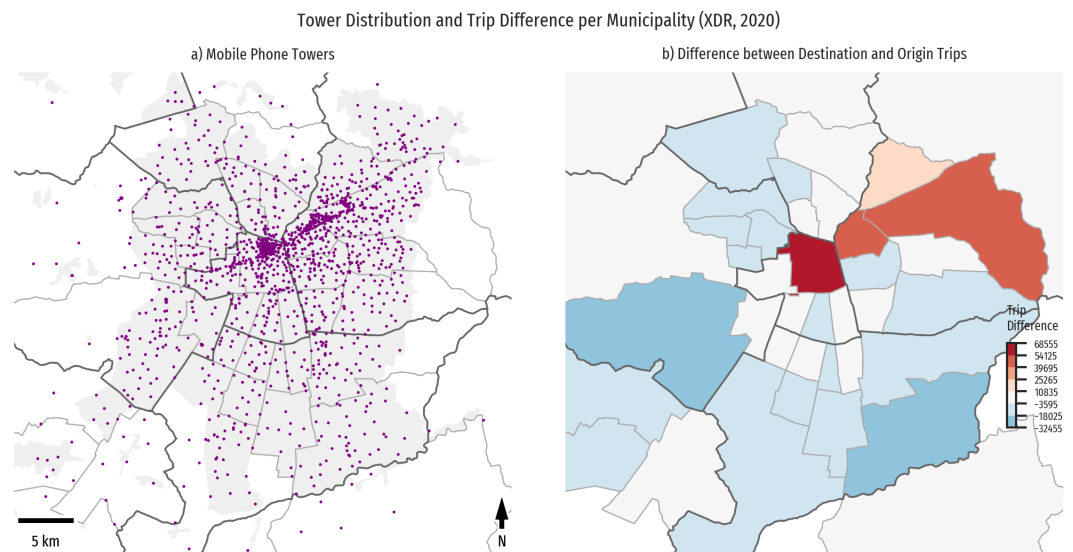 Tower Distribution and Trip Difference per Municipality (XDR, 2020)
a) Mobile Phone Towers
b) Difference between Destination and Origin Trips
Trip
Difference
68555
54125
39695
25265
10835
−3595
−18025
−32455
5 km
N